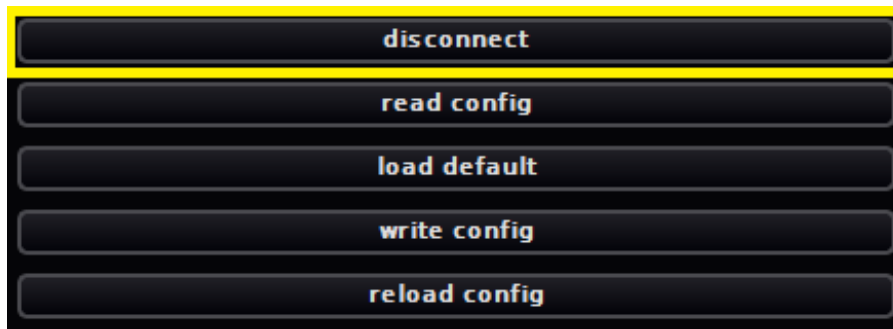 disconnect
read config
load default
write config
reload config